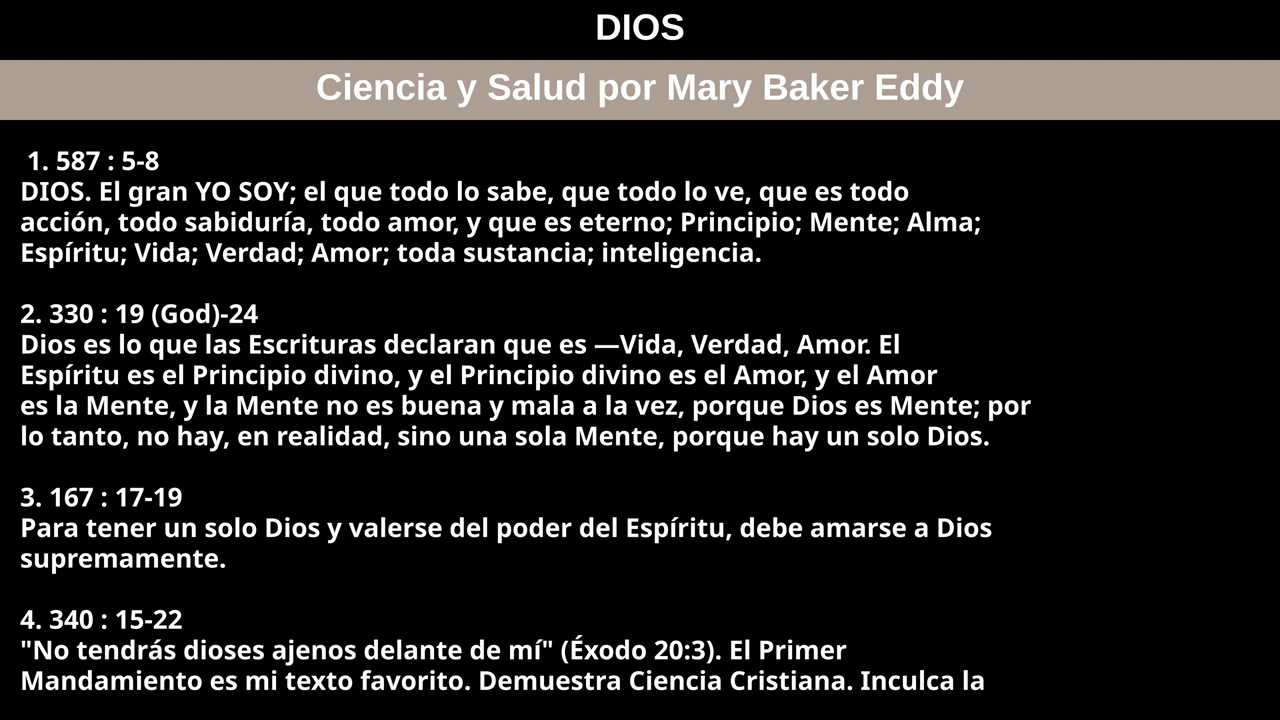 DIOS
Ciencia y Salud por Mary Baker Eddy
1. 587 : 5-8
DIOS. El gran YO SOY; el que todo lo sabe, que todo lo ve, que es todo
acción, todo sabiduría, todo amor, y que es eterno; Principio; Mente; Alma;
Espíritu; Vida; Verdad; Amor; toda sustancia; inteligencia.
2. 330 : 19 (God)-24
Dios es lo que las Escrituras declaran que es —Vida, Verdad, Amor. El
Espíritu es el Principio divino, y el Principio divino es el Amor, y el Amor
es la Mente, y la Mente no es buena y mala a la vez, porque Dios es Mente; por
lo tanto, no hay, en realidad, sino una sola Mente, porque hay un solo Dios.
3. 167 : 17-19
Para tener un solo Dios y valerse del poder del Espíritu, debe amarse a Dios
supremamente.
4. 340 : 15-22
"No tendrás dioses ajenos delante de mí" (Éxodo 20:3). El Primer
Mandamiento es mi texto favorito. Demuestra Ciencia Cristiana. Inculca la